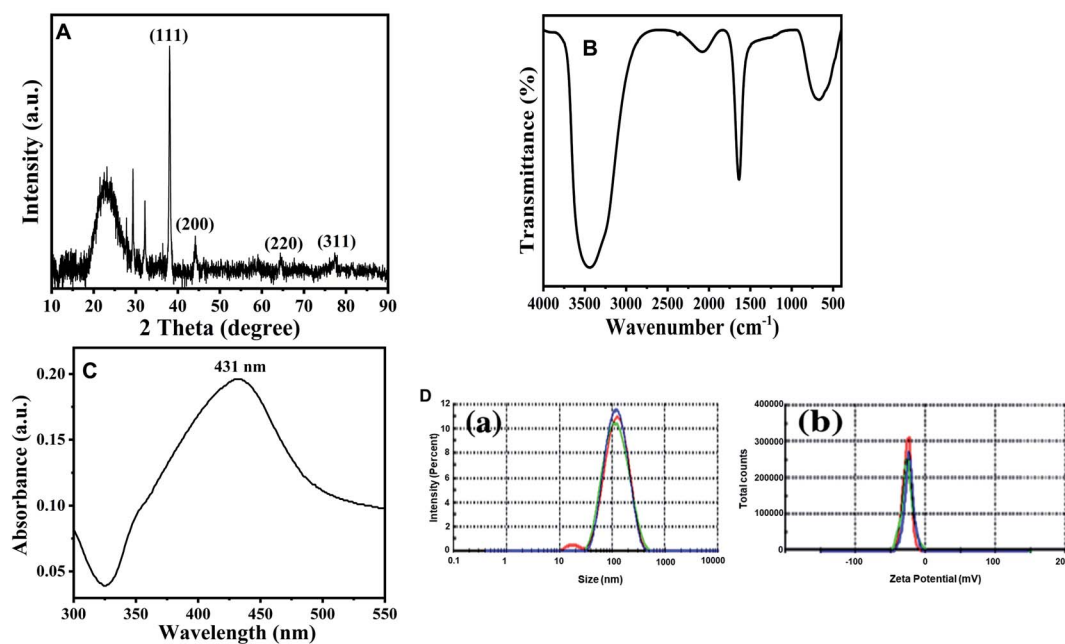 A
(111)
(200)
(220)
(311)
Intensity (a.u.)
10 20 30 40 50 60 70 80 90
2 Theta (degree)
B
Transmittance (%)
4000 3500 3000 2500 2000 1500 1000 500
Wavenumber (cm-1)
C
431 nm
0.20
0.15
0.10
0.05
Absorbance (a.u.)
300 350 400 450 500 550
Wavelength (nm)
D
(a)
12
10
8
6
4
2
0
Intensity (Percent)
0.1 1 10 100 1000 10000
Size (nm)
(b)
400000
300000
200000
100000
0
Total counts
-100 0 100 200
Zeta Potential (mV)